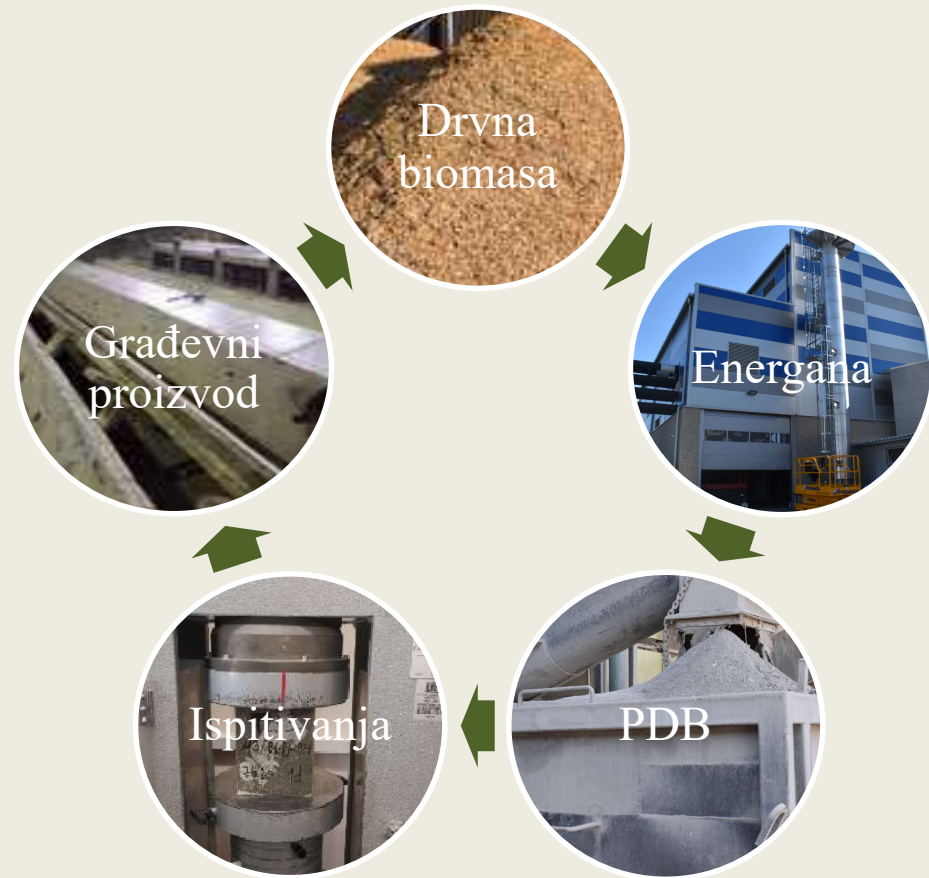 Drvna
biomasa
Energana
PDB
Ispitivanja
Građevni
proizvod